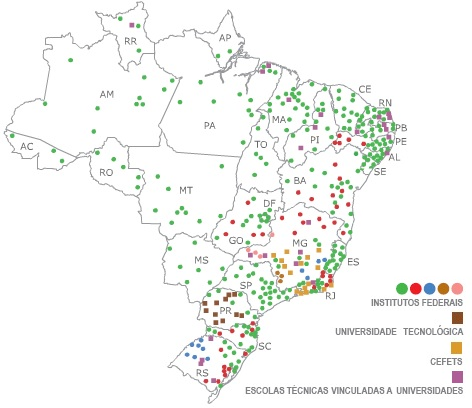 RR
AP
AM
PA
MA
CE
RN
PB
PE
AL
SE
PI
AC
RO
TO
BA
MT
DF
GO
MG
ES
MS
SP
RJ
PR
SC
RS
INSTITUTOS FEDERAIS
UNIVERSIDADE TECNOLÓGICA
CEFETS
ESCOLAS TÉCNICAS VINCULADAS A UNIVERSIDADES